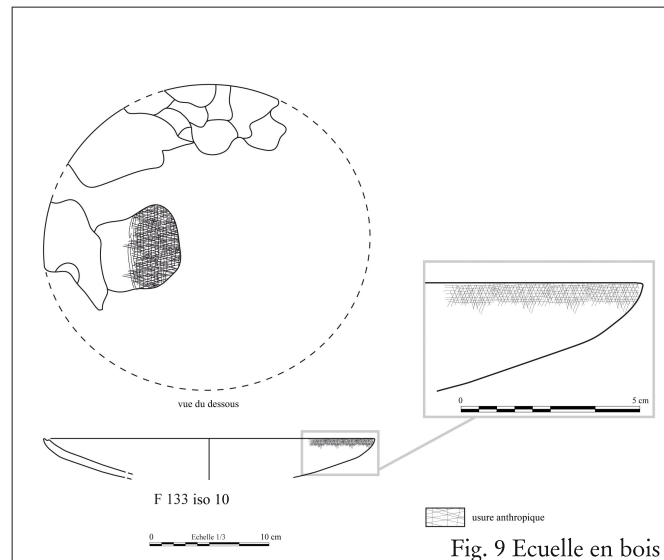 vue du dessous
0 5 cm
F 133 iso 10
0 Echelle 1/3 10 cm
usure anthropique
Fig. 9 Ecuelle en bois